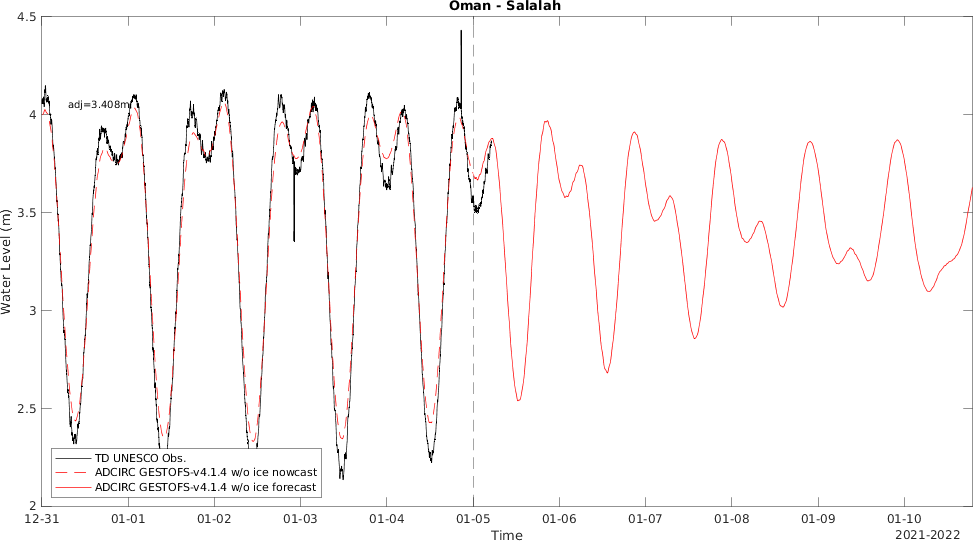 Oman - Salalah
4.5
adj=3.408m
4
3.5
Water Level (m)
3
2.5
TD UNESCO Obs.
ADCIRC GESTOFS-v4.1.4 w/o ice nowcast
ADCIRC GESTOFS-v4.1.4 w/o ice forecast
2
12-31 01-01 01-02 01-03 01-04 01-05 01-06 01-07 01-08 01-09 01-10
Time
2021-2022